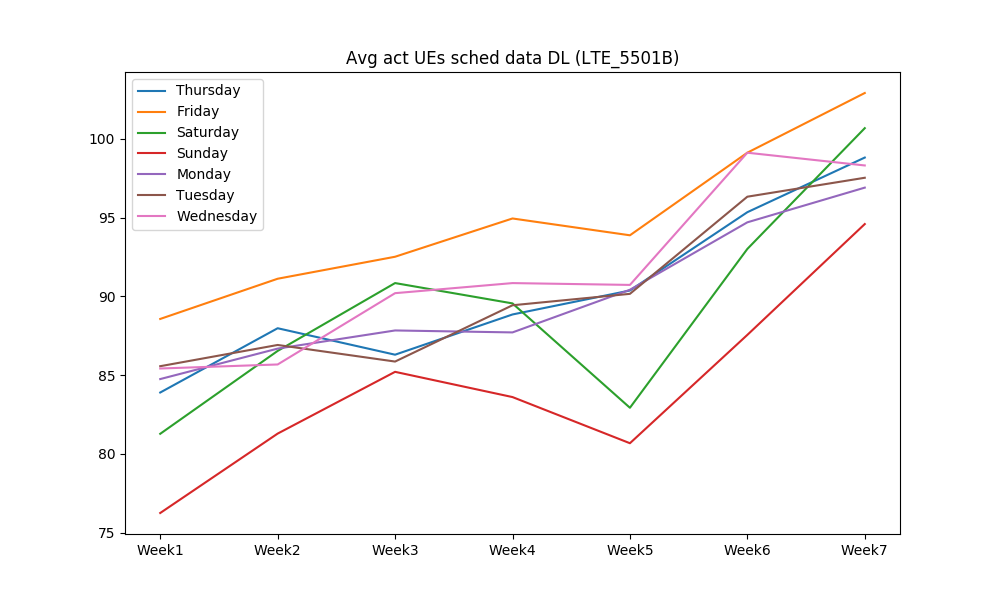 Avg act UEs sched data DL (LTE_5501B)
Thursday
Friday
Saturday
Sunday
Monday
Tuesday
Wednesday
100
95
90
85
80
75
Week1 Week2 Week3 Week4 Week5 Week6 Week7